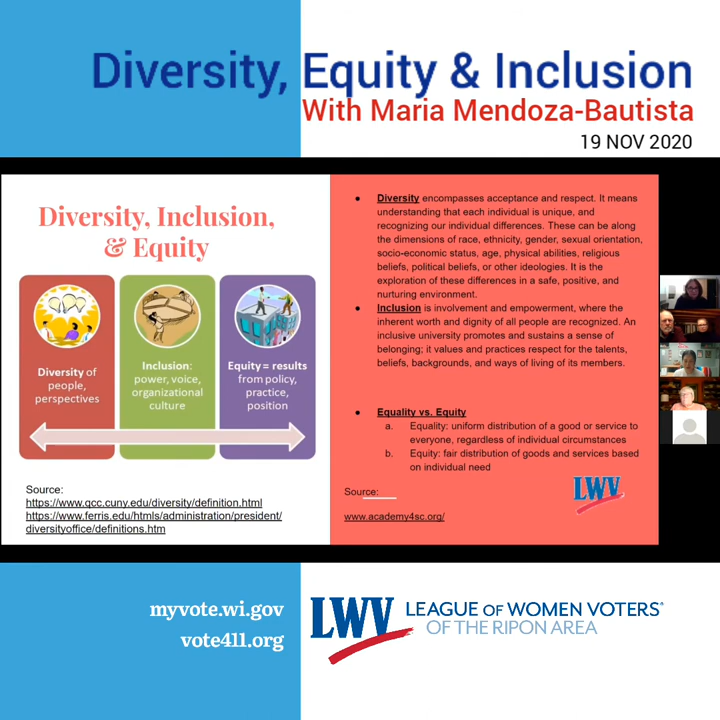 Diversity, Equity & Inclusion
With Maria Mendoza-Bautista
19 NOV 2020
Diversity, Inclusion,
& Equity
Diversity of
people,
perspectives
Inclusion:
power, voice,
organizational
culture
Equity = results
from policy,
practice,
position
Source:
https://www.qcc.cuny.edu/diversity/definition.html
https://www.ferris.edu/htmls/administration/president/
diversityoffice/definitions.htm
● Diversity encompasses acceptance and respect. It means
understanding that each individual is unique, and
recognizing our individual differences. These can be along
the dimensions of race, ethnicity, gender, sexual orientation,
socio-economic status, age, physical abilities, religious
beliefs, political beliefs, or other ideologies. It is the
exploration of these differences in a safe, positive, and
nurturing environment.
● Inclusion is involvement and empowerment, where the
inherent worth and dignity of all people are recognized. An
inclusive university promotes and sustains a sense of
belonging; it values and practices respect for the talents,
beliefs, backgrounds, and ways of living of its members.
● Equality vs. Equity
a. Equality: uniform distribution of a good or service to
everyone, regardless of individual circumstances
b. Equity: fair distribution of goods and services based
on individual need
Source:
www.academy4sc.org/
LWV
myvote.wi.gov
vote411.org
LWV LEAGUE OF WOMEN VOTERS®
OF THE RIPON AREA